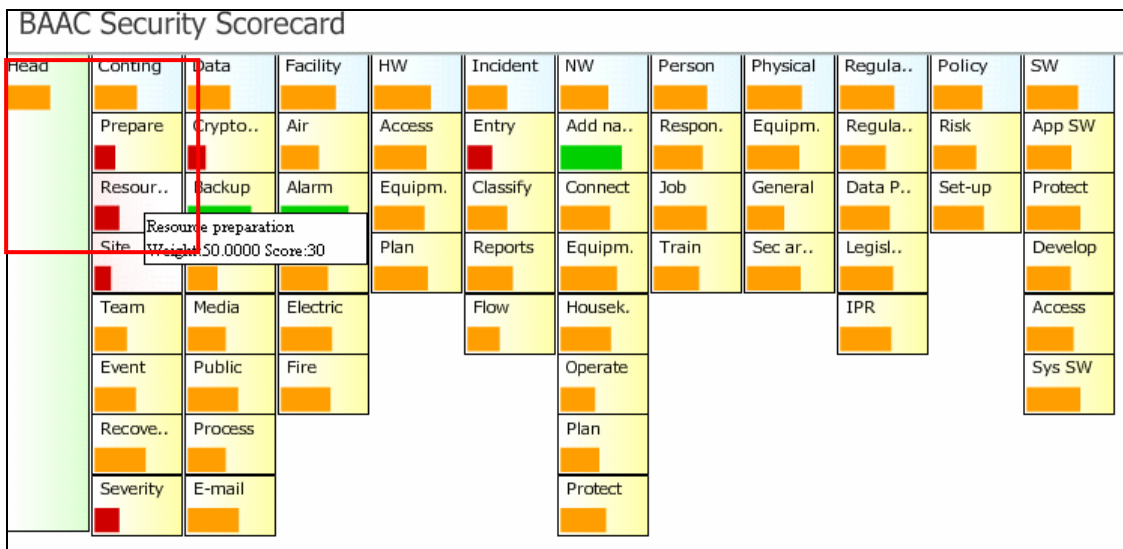 BAAC Security Scorecard
Head Conting Data Facility HW Incident NW Person Physical Regula.. Policy SW
Prepare Crypto.. Air Access Entry Add na.. Respon. Equipm. Regula.. Risk App SW
Resour.. Backup Alarm Equipm. Classify Connect Job General Data P.. Set-up Protect
Resource preparation
Weight:50.0000 Score:30
Site Plan Reports Equipm. Train Sec ar.. Legisl.. Develop
Team Media Electric Flow Housek. IPR Access
Event Public Fire Operate Sys SW
Recove.. Process Plan
Severity E-mail Protect